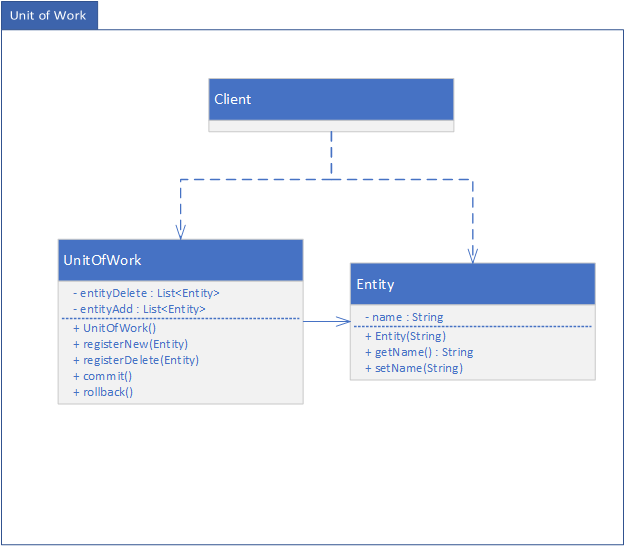 Unit of Work
Client
UnitOfWork
- entityDelete : List<Entity>
- entityAdd : List<Entity>
+ UnitOfWork()
+ registerNew(Entity)
+ registerDelete(Entity)
+ commit()
+ rollback()
Entity
- name : String
+ Entity(String)
+ getName() : String
+ setName(String)